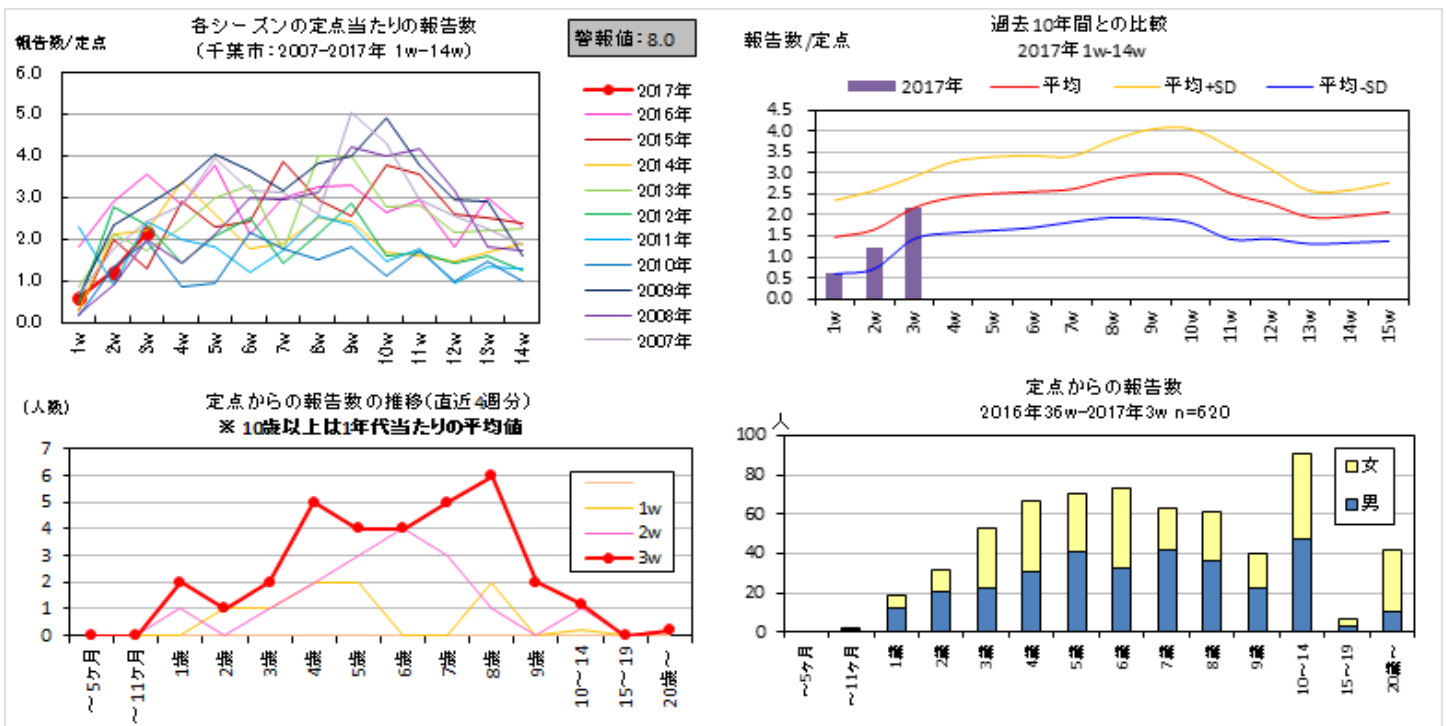 各シーズンの定点当たりの報告数
(千葉市:2007-2017年 1w-14w)
報告数/定点
警報値:8.0
6.0
5.0
4.0
3.0
2.0
1.0
0.0
1w
2w
3w
4w
5w
6w
7w
8w
9w
10w
11w
12w
13w
14w
2017年
2016年
2015年
2014年
2013年
2012年
2011年
2010年
2009年
2008年
2007年
過去10年間との比較
2017年 1w-14w
報告数/定点
2017年
平均
平均+SD
平均-SD
4.5
4.0
3.5
3.0
2.5
2.0
1.5
1.0
0.5
0.0
1w
2w
3w
4w
5w
6w
7w
8w
9w
10w
11w
12w
13w
14w
15w
(人数)
定点からの報告数の推移(直近4週分)
※ 10歳以上は1年代当たりの平均値
7
6
5
4
3
2
1
0
1w
2w
3w
~5ヶ月
~11ヶ月
1歳
2歳
3歳
4歳
5歳
6歳
7歳
8歳
9歳
10~14
15~19
20歳~
定点からの報告数
2016年36w-2017年3w n=620
人
100
80
60
40
20
0
女
男
~5ヶ月
~11ヶ月
1歳
2歳
3歳
4歳
5歳
6歳
7歳
8歳
9歳
10~14
15~19
20歳~